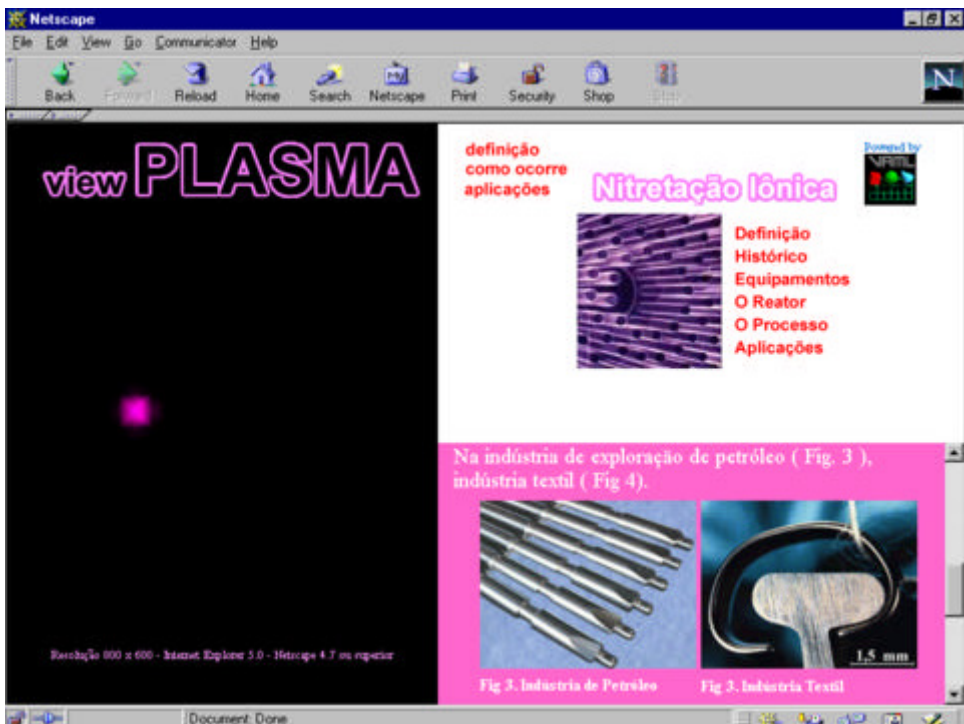 Netscape
File Edit View Go Communicator Help
Back Forward Reload Home Search Netscape Print Security Shop Stop
view PLASMA
Resolução 800 x 600 - Internet Explorer 5.0 - Netscape 4.7 ou superior
definição
como ocorre
aplicações
Nitretação Iônica
Powered by
VRML
Definição
Histórico
Equipamentos
O Reator
O Processo
Aplicações
Na indústria de exploração de petróleo ( Fig. 3 ),
indústria textil ( Fig 4).
1,5 mm
Fig 3. Indústria de Petróleo
Fig 3. Indústria Textil
Document: Done